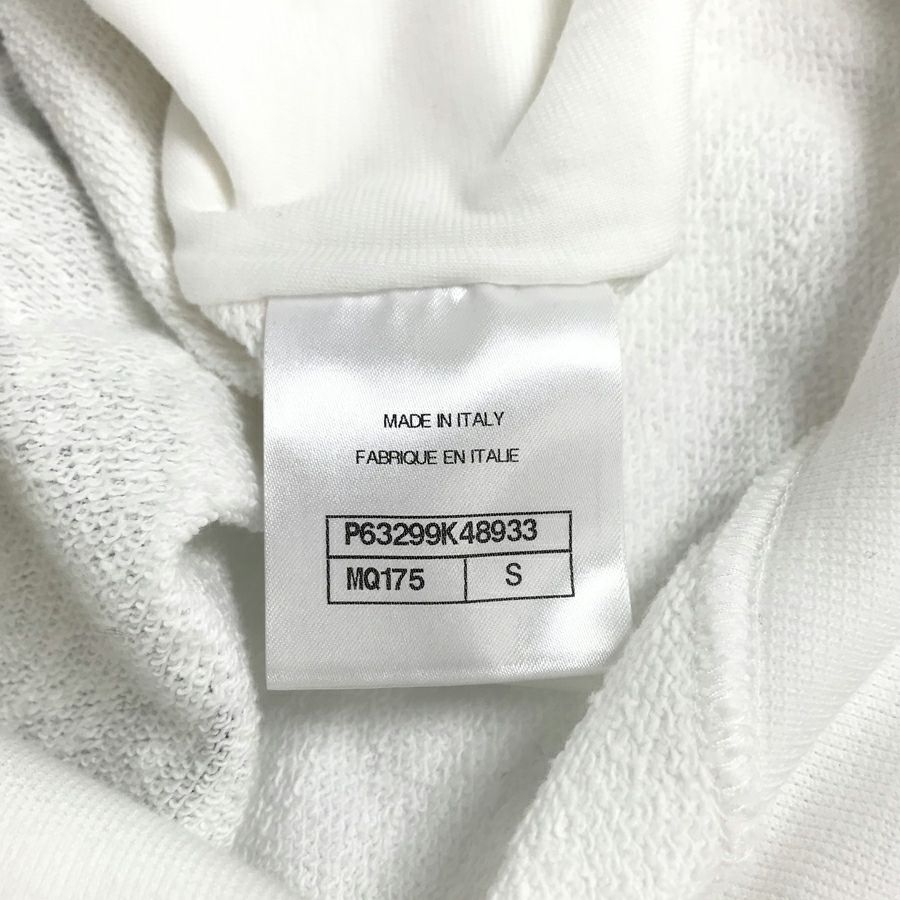 MADE IN ITALY
FABRIQUE EN ITALIE
P63299K48933
MQ175 S